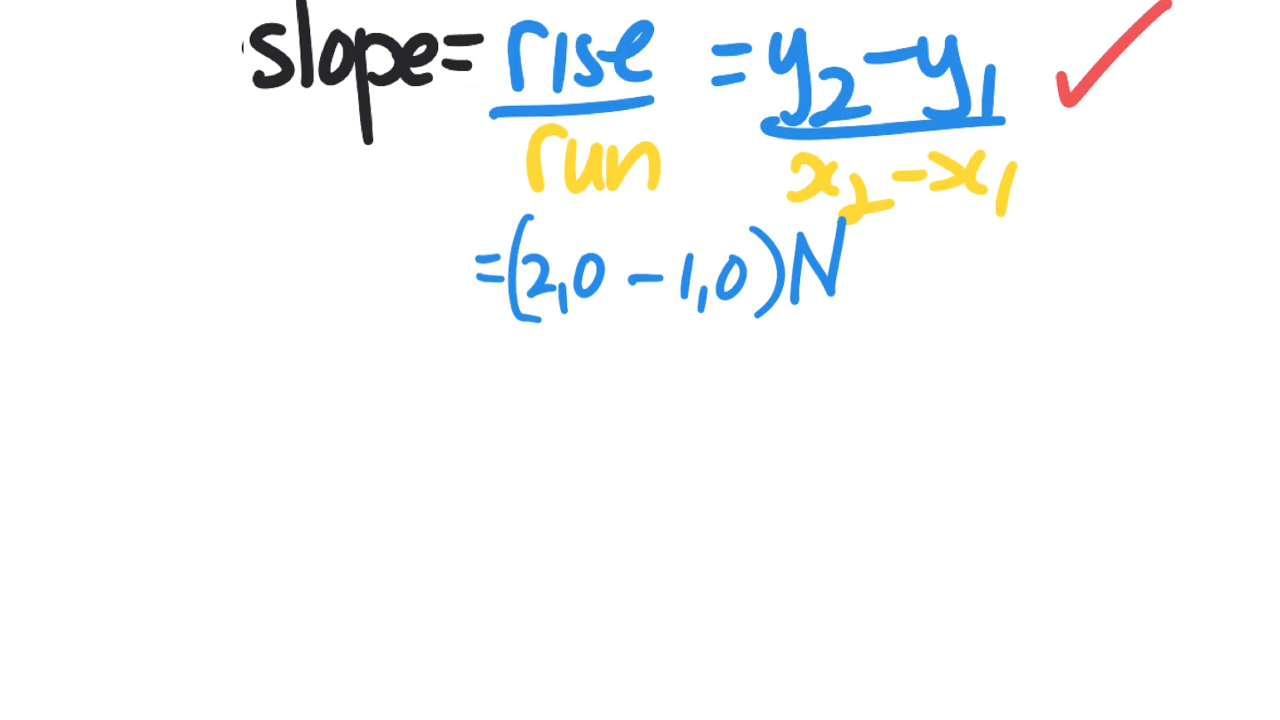 slope = rise = y₂ - y₁
run x₂ - x₁
= (2,0 - 1,0) N